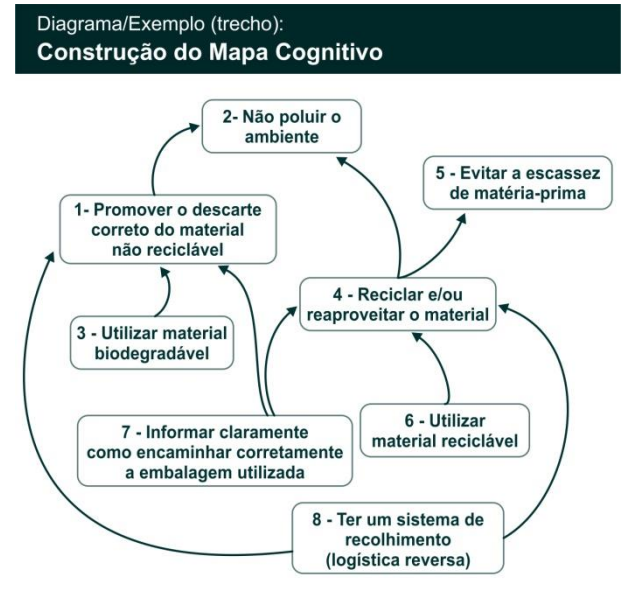 Diagrama/Exemplo (trecho):
Construção do Mapa Cognitivo
2- Não poluir o
ambiente
5 - Evitar a escassez
de matéria-prima
1- Promover o descarte
correto do material
não reciclável
4 - Reciclar e/ou
reaproveitar o material
3 - Utilizar material
biodegradável
7 - Informar claramente
como encaminhar corretamente
a embalagem utilizada
6 - Utilizar
material reciclável
8 - Ter um sistema de
recolhimento
(logística reversa)